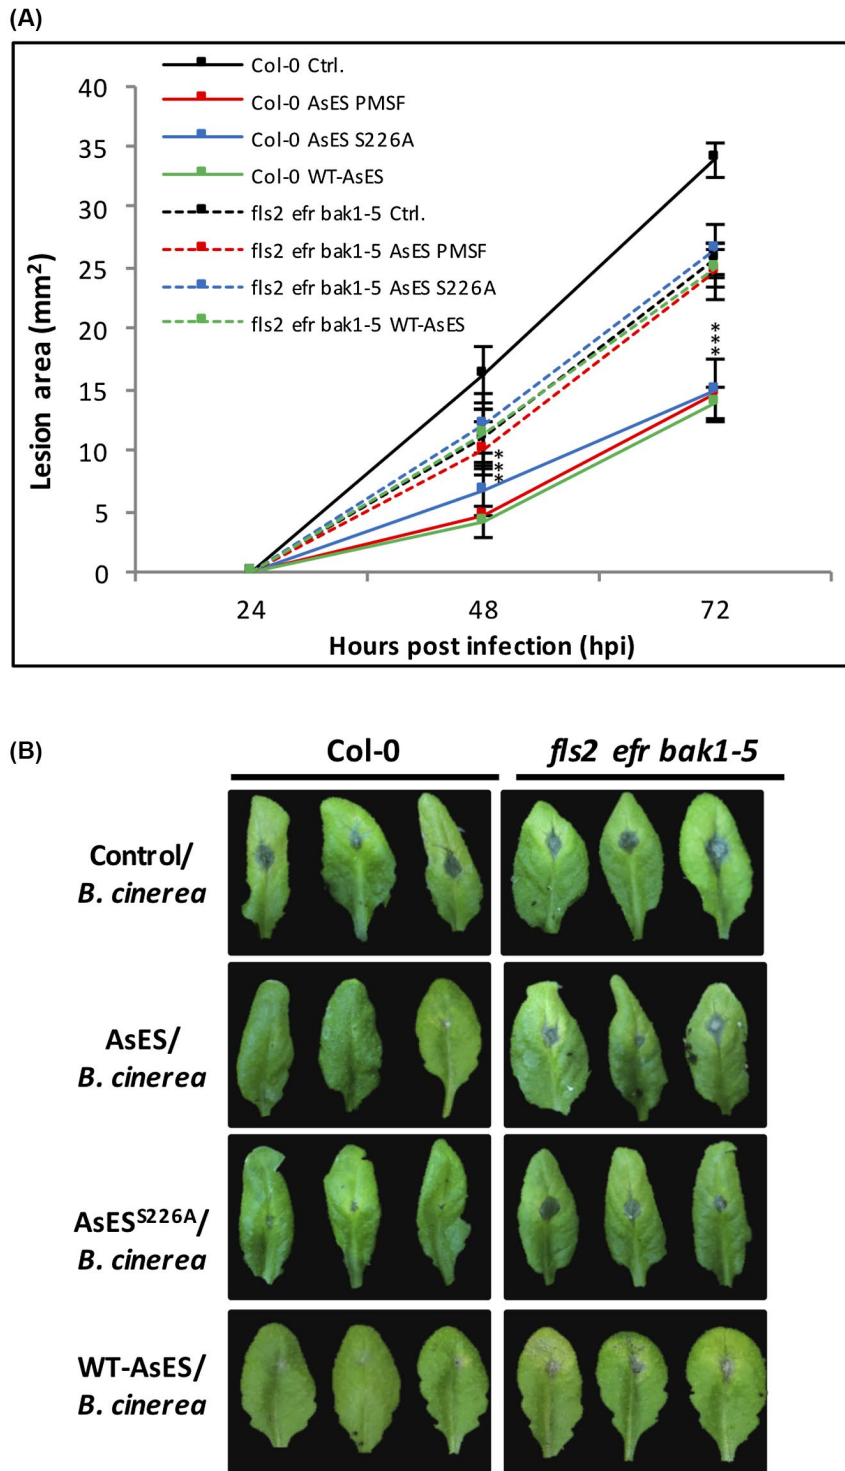 (A)
Col-0 Ctrl.
Col-0 AsES PMSF
Col-0 AsES S226A
Col-0 WT-AsES
fls2 efr bak1-5 Ctrl.
fls2 efr bak1-5 AsES PMSF
fls2 efr bak1-5 AsES S226A
fls2 efr bak1-5 WT-AsES
40
35
30
25
20
15
10
5
0
Lesion area (mm²)
***
***
24 48 72
Hours post infection (hpi)
(B)
Col-0 fls2 efr bak1-5
Control/
B. cinerea
AsES/
B. cinerea
AsESS226A/
B. cinerea
WT-AsES/
B. cinerea